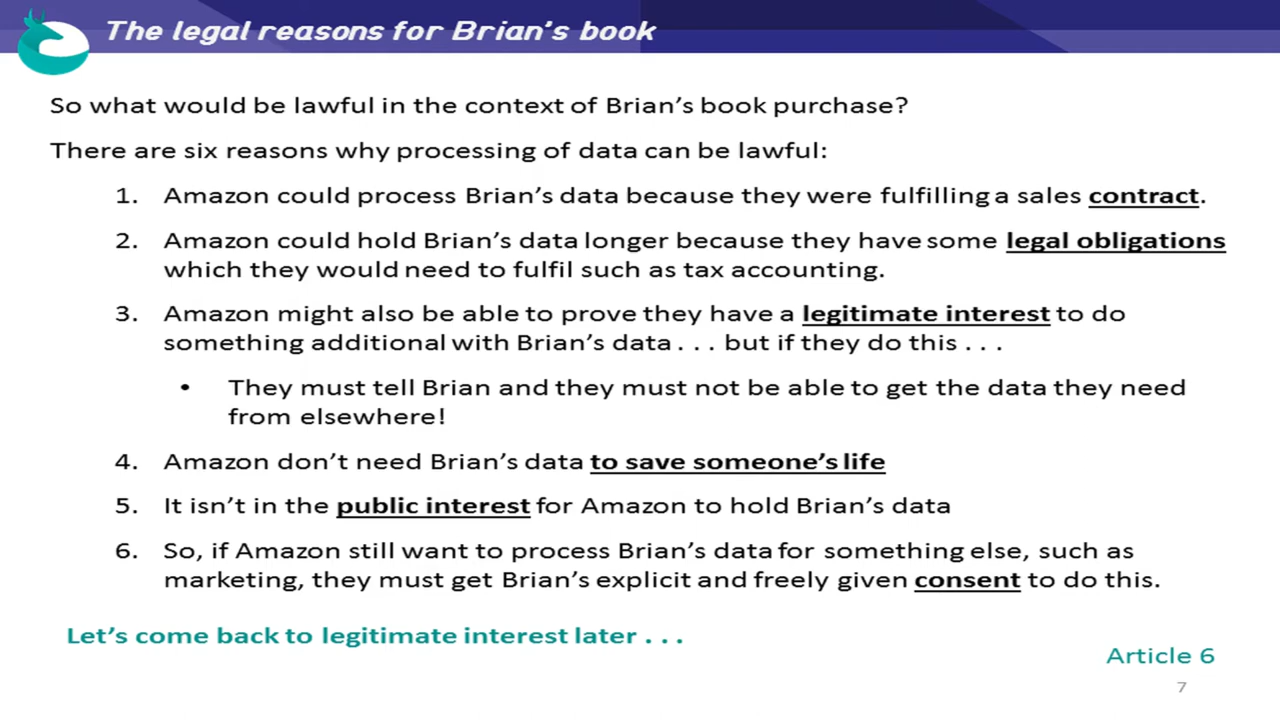 The legal reasons for Brian's book
So what would be lawful in the context of Brian's book purchase?
There are six reasons why processing of data can be lawful:
1. Amazon could process Brian's data because they were fulfilling a sales contract.
2. Amazon could hold Brian's data longer because they have some legal obligations
which they would need to fulfil such as tax accounting.
3. Amazon might also be able to prove they have a legitimate interest to do
something additional with Brian's data . . . but if they do this . . .
• They must tell Brian and they must not be able to get the data they need
from elsewhere!
4. Amazon don't need Brian's data to save someone's life
5. It isn't in the public interest for Amazon to hold Brian's data
6. So, if Amazon still want to process Brian's data for something else, such as
marketing, they must get Brian's explicit and freely given consent to do this.
Let's come back to legitimate interest later . . .
Article 6
7